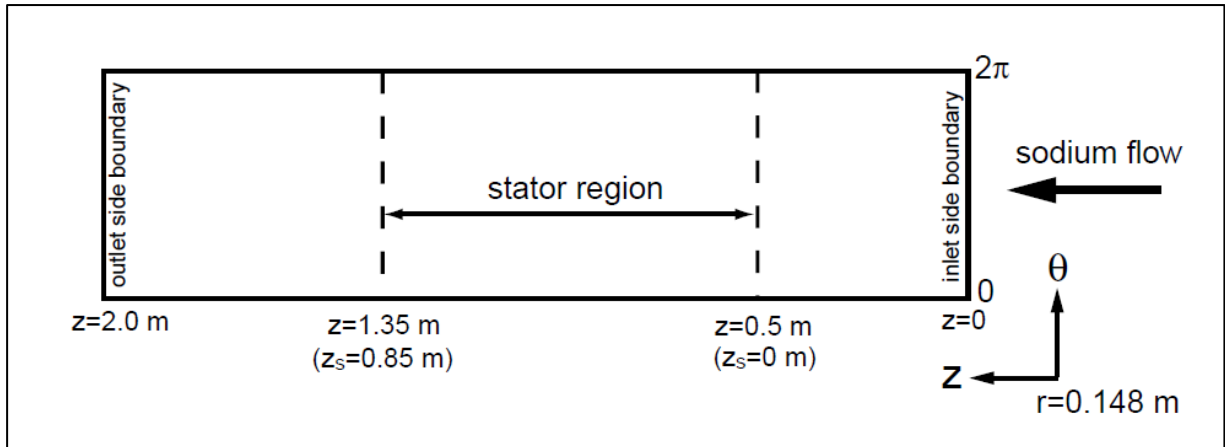 2π
outlet side boundary
inlet side boundary
sodium flow
stator region
θ
0
z=2.0 m
z=1.35 m
(zs=0.85 m)
z=0.5 m
(zs=0 m)
z=0
z
r=0.148 m